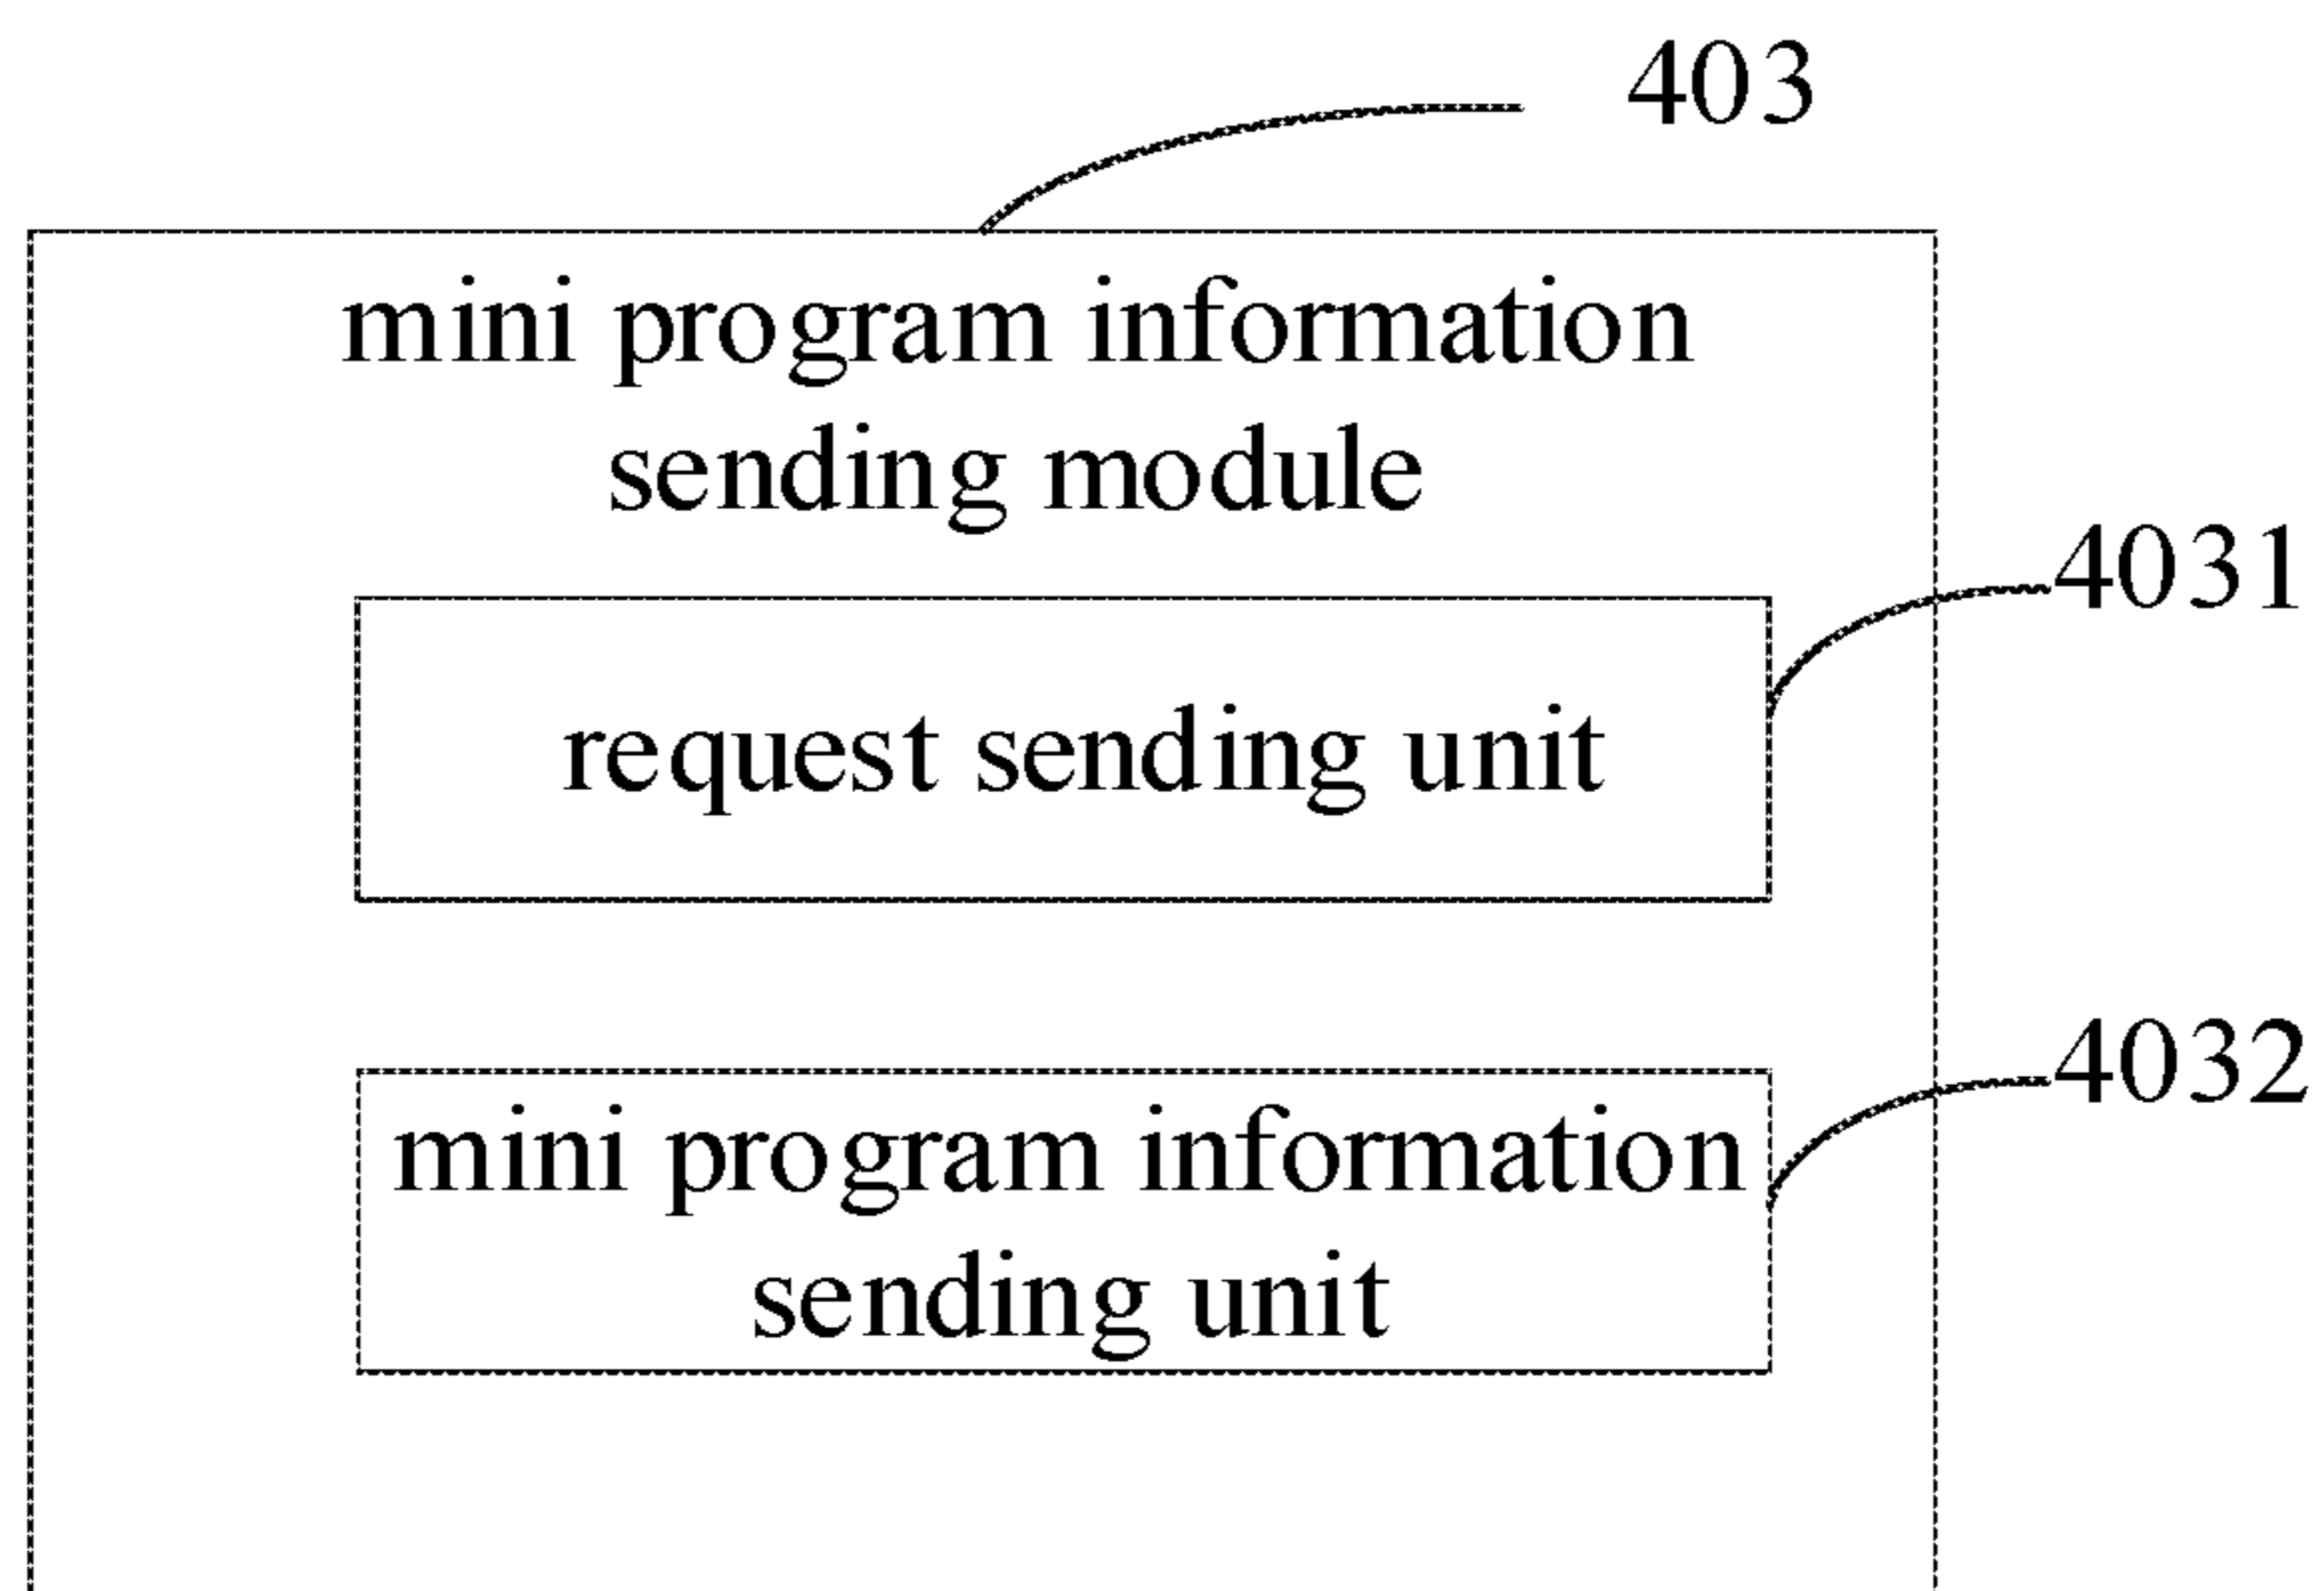 403
mini program information
sending module
4031
request sending unit
4032
mini program information
sending unit